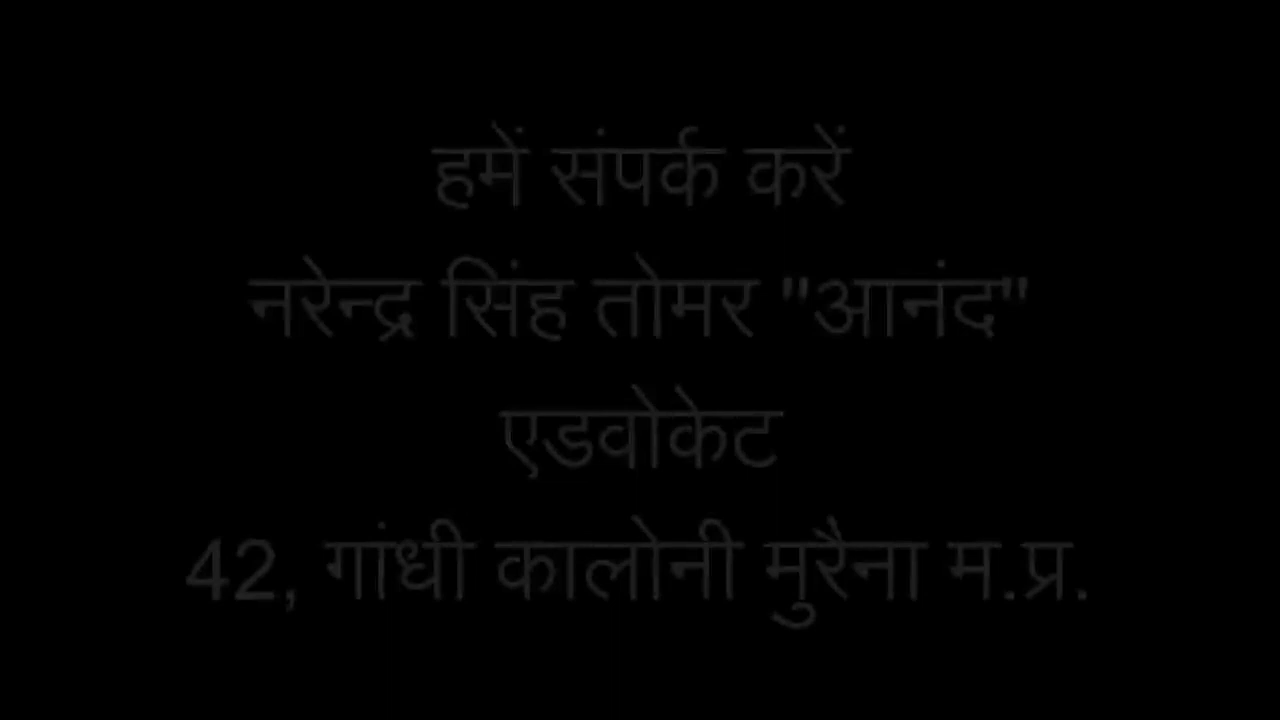 हमें संपर्क करें
नरेन्द्र सिंह तोमर "आनंद"
एडवोकेट
42, गांधी कालोनी मुरैना म.प्र.